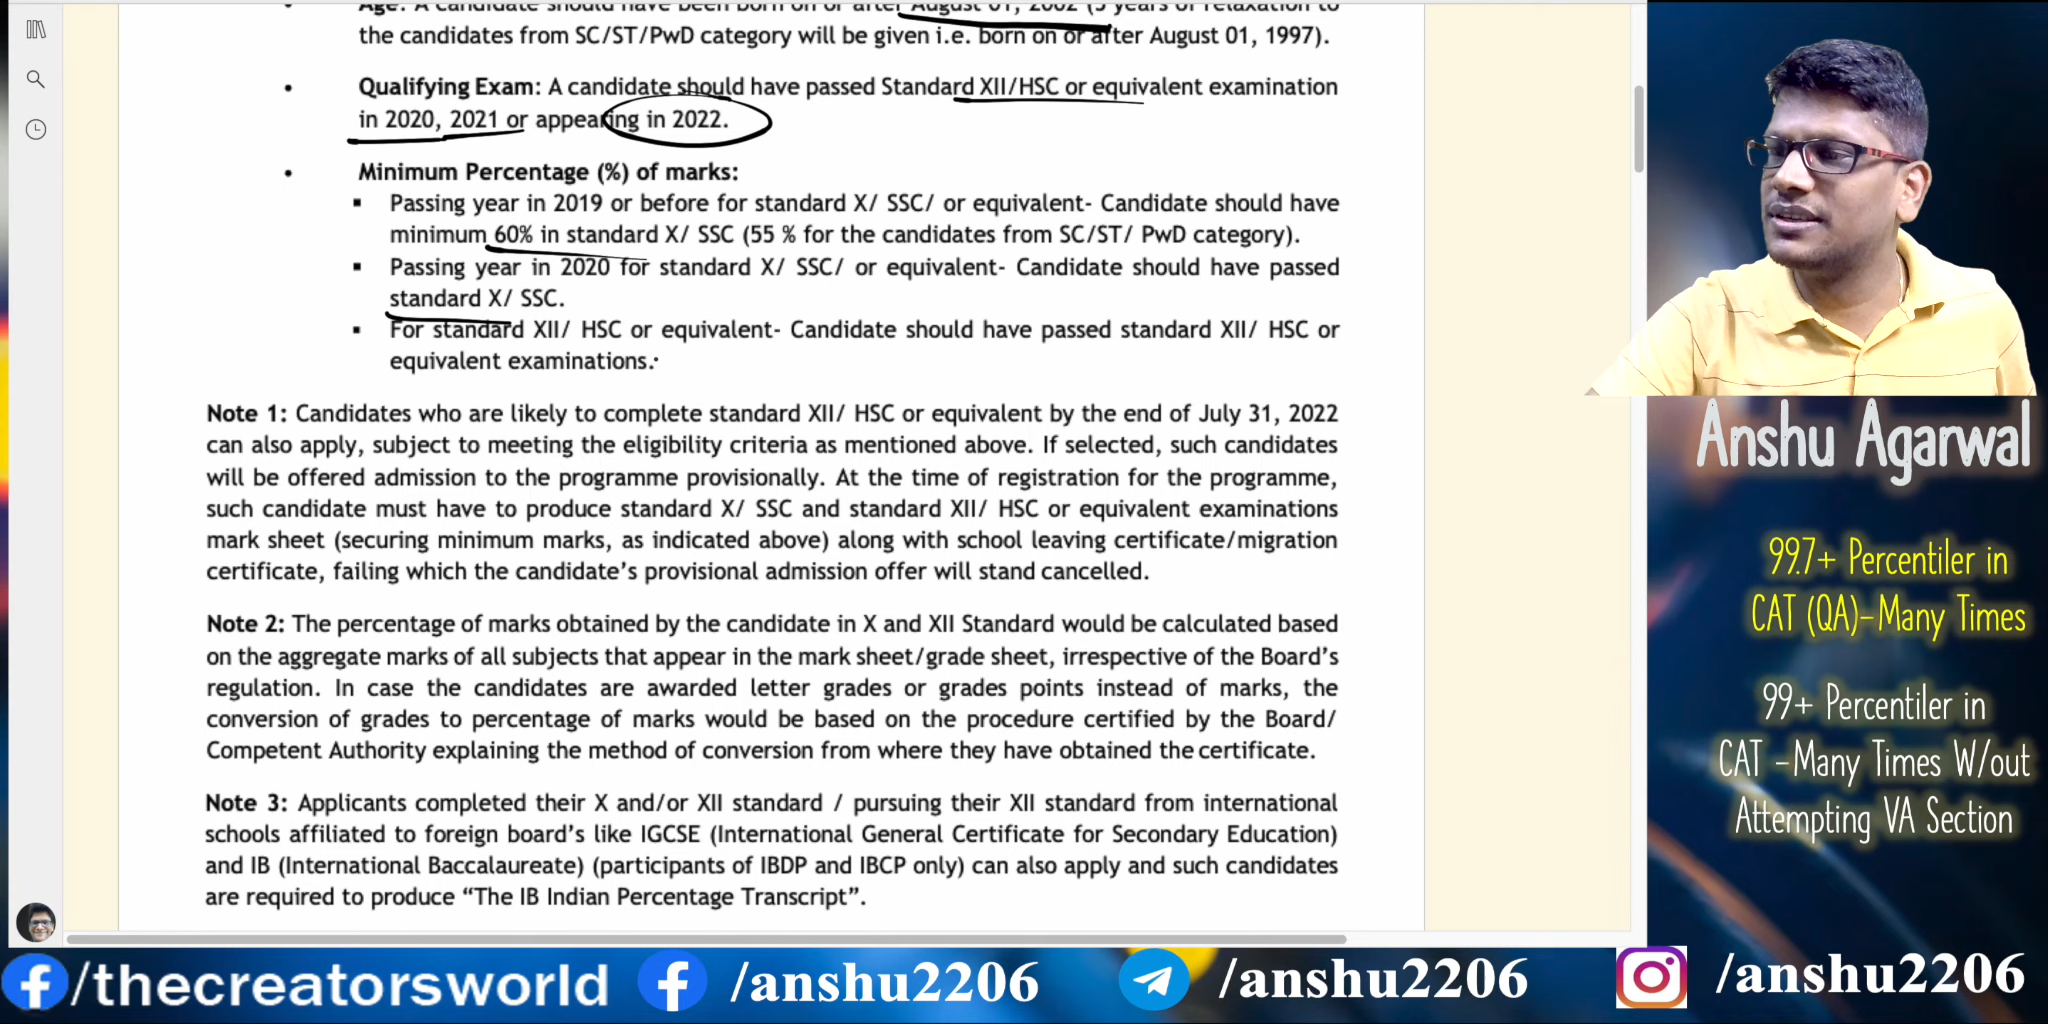 Age: A candidate should have been born on or after August 01, 2002 (5 years of relaxation to
the candidates from SC/ST/PwD category will be given i.e. born on or after August 01, 1997).
• Qualifying Exam: A candidate should have passed Standard XII/HSC or equivalent examination
in 2020, 2021 or appearing in 2022.
• Minimum Percentage (%) of marks:
▪ Passing year in 2019 or before for standard X/ SSC/ or equivalent- Candidate should have
minimum 60% in standard X/ SSC (55 % for the candidates from SC/ST/ PwD category).
▪ Passing year in 2020 for standard X/ SSC/ or equivalent- Candidate should have passed
standard X/ SSC.
▪ For standard XII/ HSC or equivalent- Candidate should have passed standard XII/ HSC or
equivalent examinations.
Note 1: Candidates who are likely to complete standard XII/ HSC or equivalent by the end of July 31, 2022
can also apply, subject to meeting the eligibility criteria as mentioned above. If selected, such candidates
will be offered admission to the programme provisionally. At the time of registration for the programme,
such candidate must have to produce standard X/ SSC and standard XII/ HSC or equivalent examinations
mark sheet (securing minimum marks, as indicated above) along with school leaving certificate/migration
certificate, failing which the candidate's provisional admission offer will stand cancelled.
Note 2: The percentage of marks obtained by the candidate in X and XII Standard would be calculated based
on the aggregate marks of all subjects that appear in the mark sheet/grade sheet, irrespective of the Board's
regulation. In case the candidates are awarded letter grades or grades points instead of marks, the
conversion of grades to percentage of marks would be based on the procedure certified by the Board/
Competent Authority explaining the method of conversion from where they have obtained the certificate.
Note 3: Applicants completed their X and/or XII standard / pursuing their XII standard from international
schools affiliated to foreign board's like IGCSE (International General Certificate for Secondary Education)
and IB (International Baccalaureate) (participants of IBDP and IBCP only) can also apply and such candidates
are required to produce “The IB Indian Percentage Transcript”.
Anshu Agarwal
99.7+ Percentiler in
CAT (QA)-Many Times
99+ Percentiler in
CAT -Many Times W/out
Attempting VA Section
/thecreatorsworld
/anshu2206
/anshu2206
/anshu2206